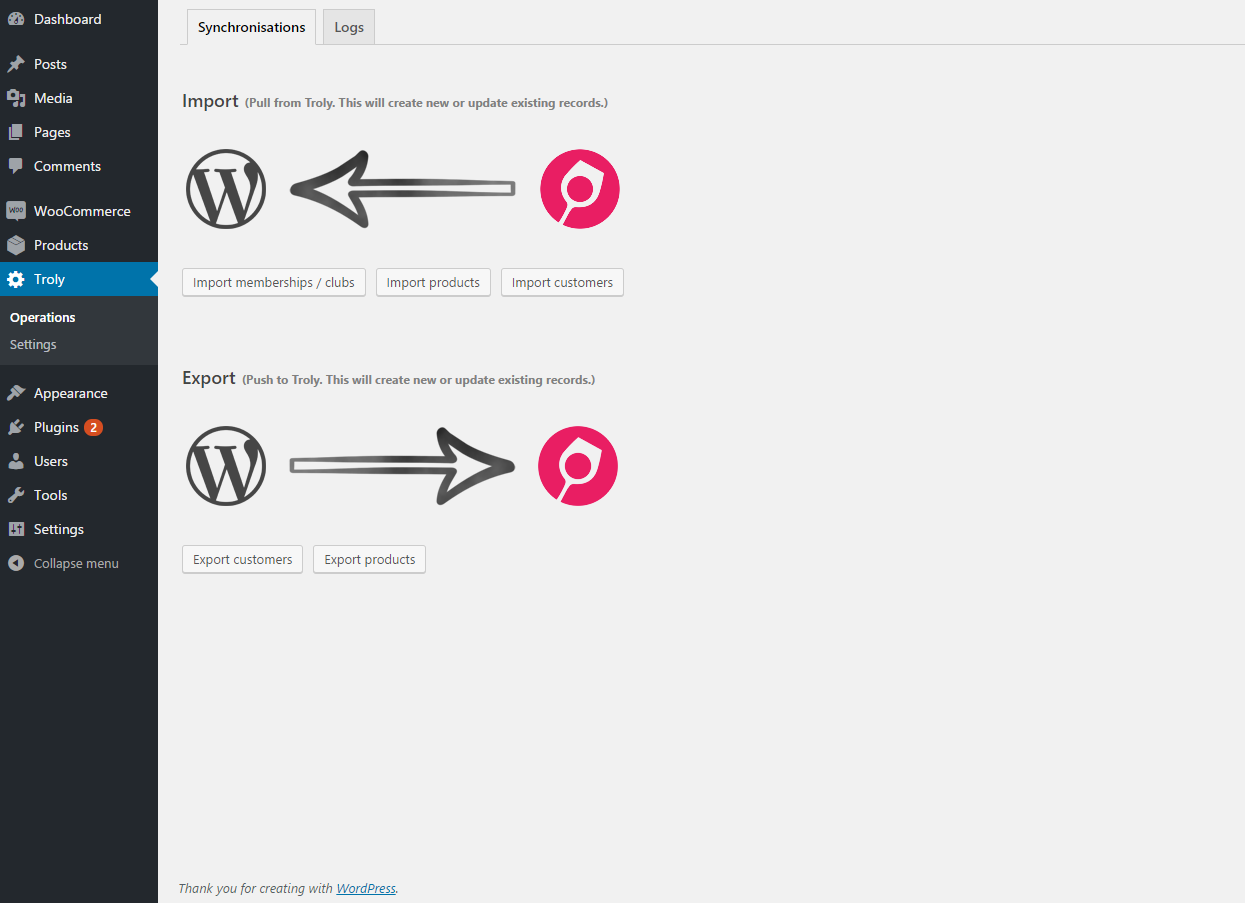 Dashboard
Posts
Media
Pages
Comments
WOO WooCommerce
Products
Troly
Operations
Settings
Appearance
Plugins 2
Users
Tools
Settings
Collapse menu
Synchronisations Logs
Import (Pull from Troly. This will create new or update existing records.)
W
Import memberships / clubs Import products Import customers
Export (Push to Troly. This will create new or update existing records.)
W
Export customers Export products
Thank you for creating with WordPress.